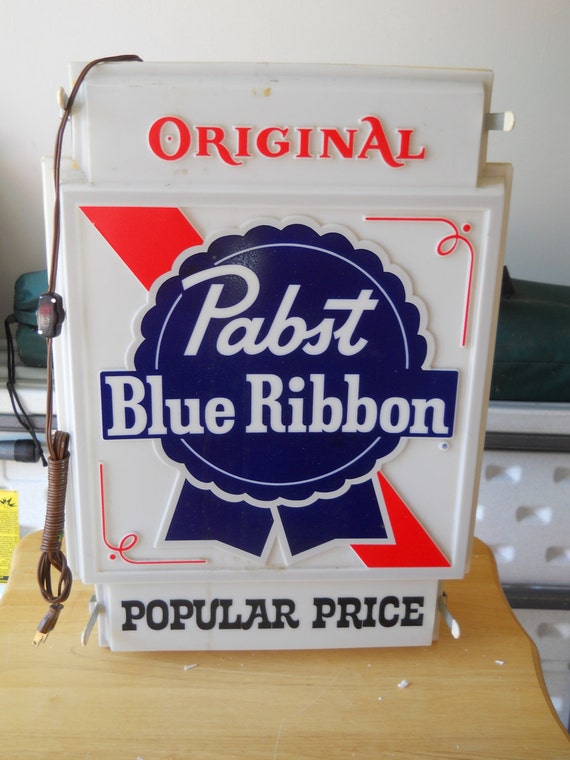 ORIGINAL
Pabst
Blue Ribbon
®
POPULAR PRICE